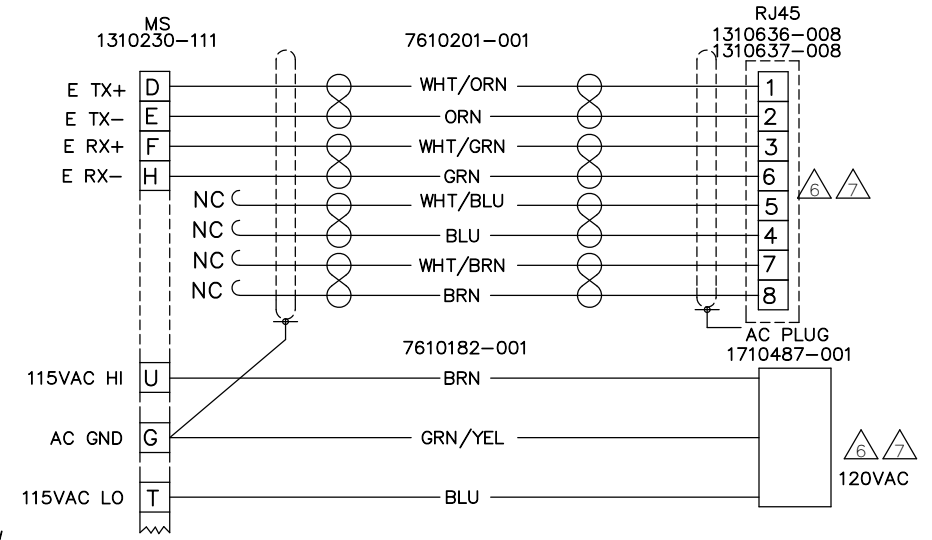 MS
1310230-111
7610201-001
RJ45
1310636-008
1310637-008
E TX+ D WHT/ORN 1
E TX- E ORN 2
E RX+ F WHT/GRN 3
E RX- H GRN 6
6 7
NC WHT/BLU 5
NC BLU 4
NC WHT/BRN 7
NC BRN 8
AC PLUG
1710487-001
7610182-001
115VAC HI U BRN
AC GND G GRN/YEL
6 7
120VAC
115VAC LO T BLU